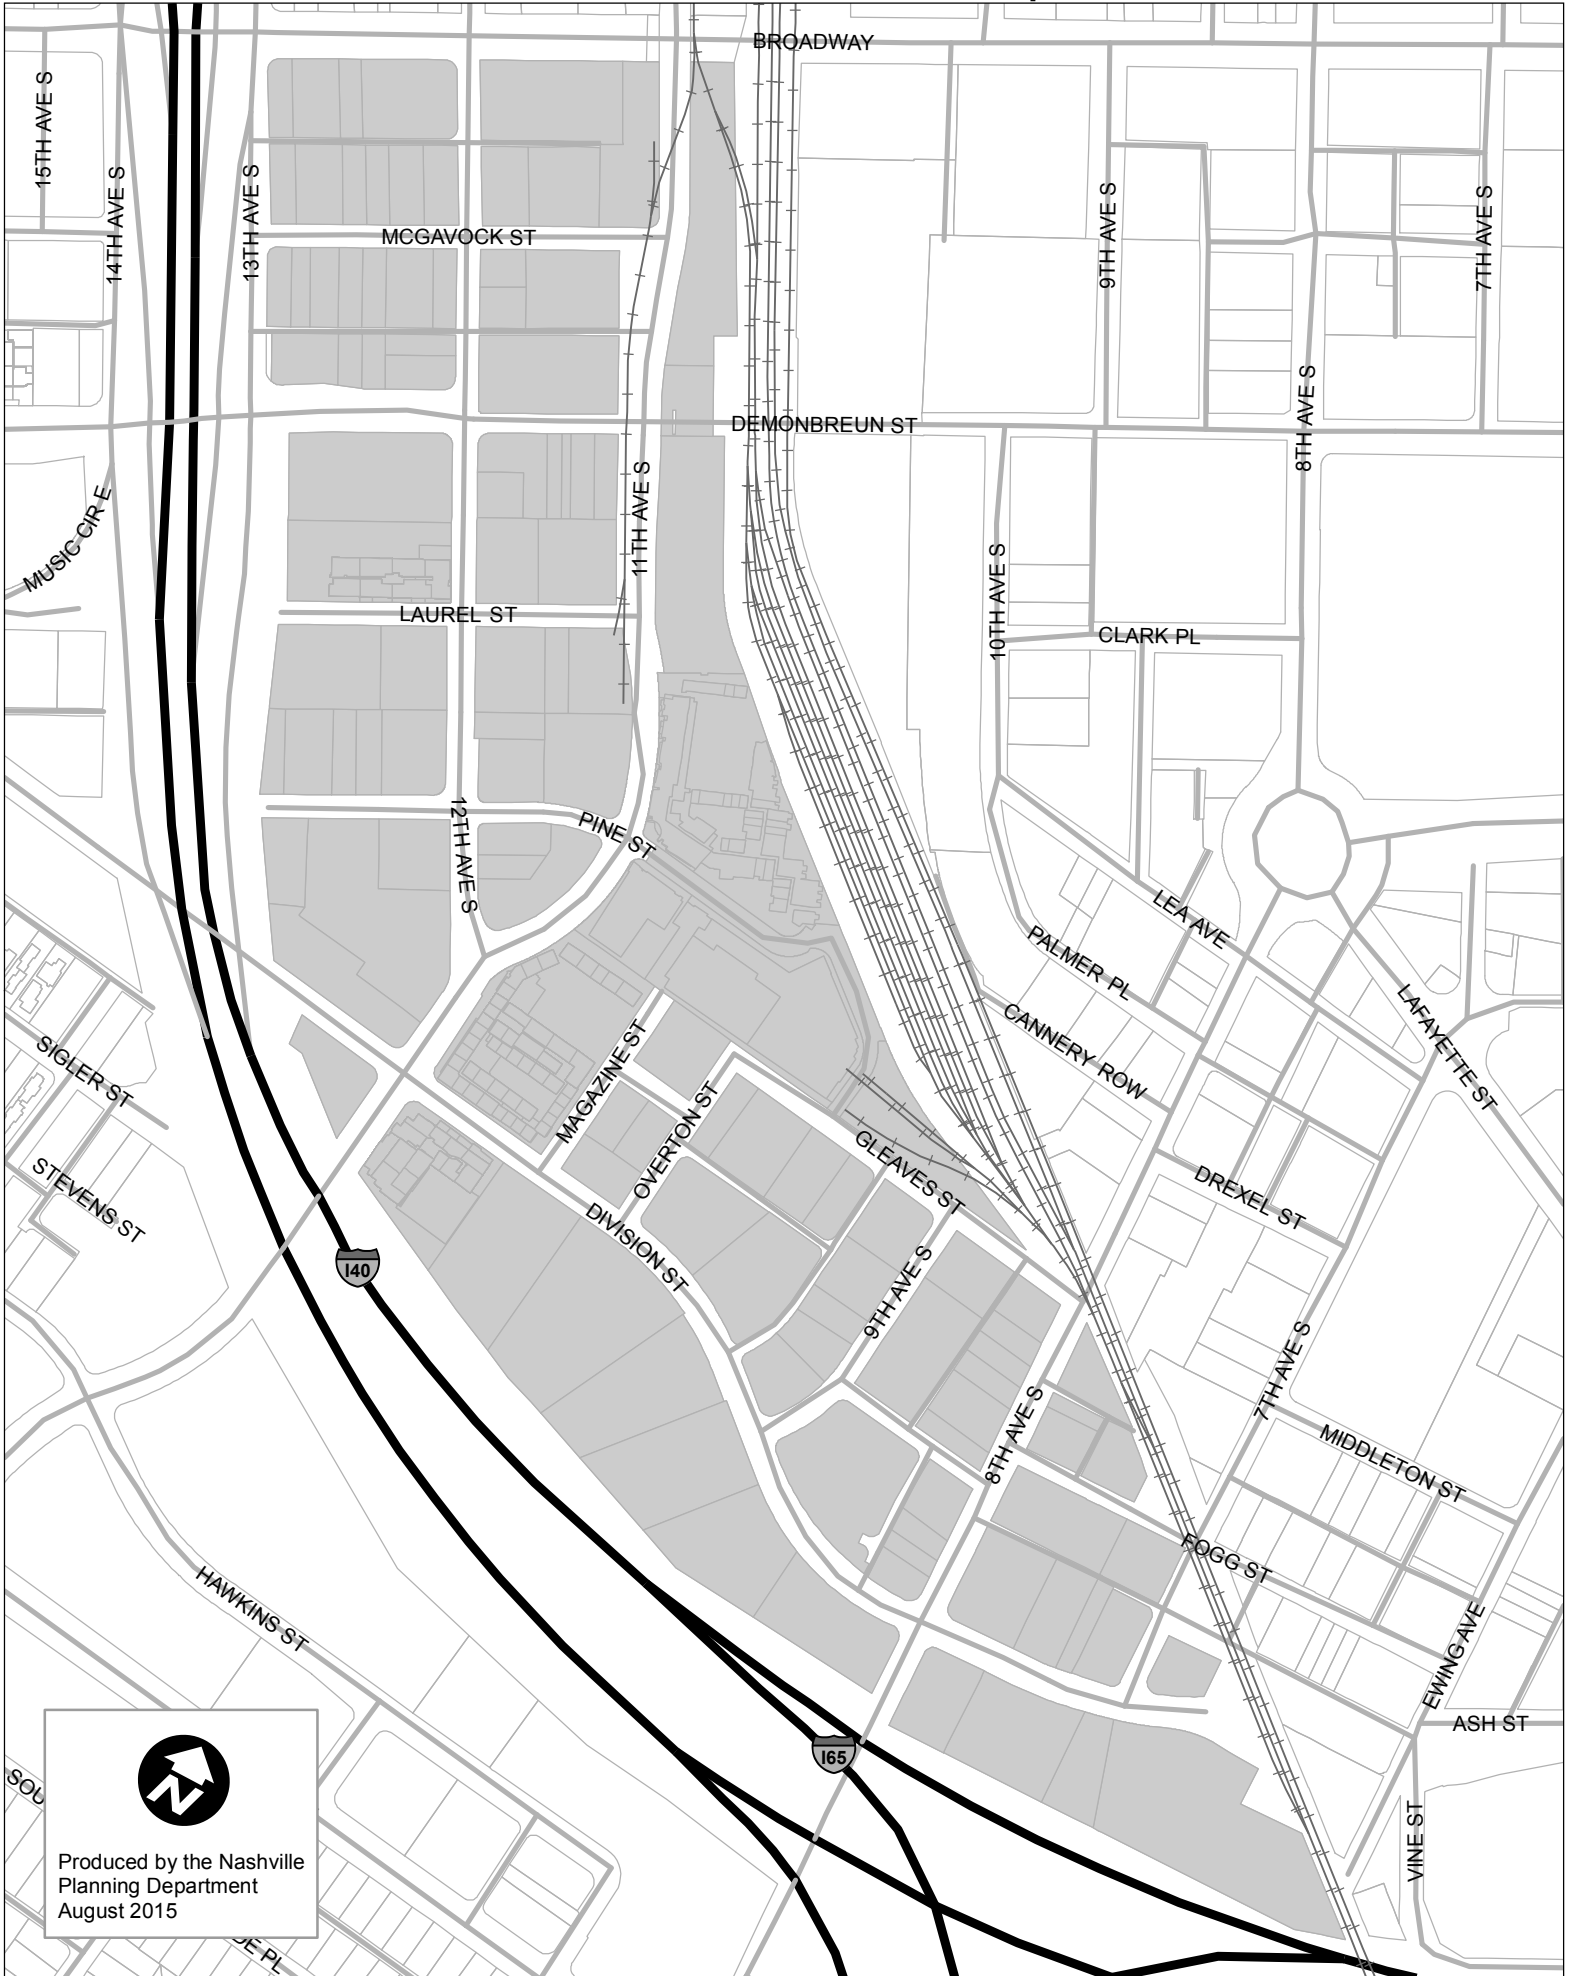 BROADWAY
15TH AVE S
14TH AVE S
13TH AVE S
9TH AVE S
7TH AVE S
MCGAVOCK ST
DEMONBREUN ST
8TH AVE S
MUSIC CIR E
11TH AVE S
10TH AVE S
LAUREL ST
CLARK PL
12TH AVE S
PINE ST
LEA AVE
PALMER PL
CANNERY ROW
LAFAYETTE ST
SIGLER ST
MAGAZINE ST
OVERTON ST
GLEAVES ST
STEVENS ST
DREXEL ST
DIVISION ST
I40
9TH AVE S
7TH AVE S
8TH AVE S
MIDDLETON ST
FOGG ST
HAWKINS ST
EWING AVE
ASH ST
I65
SOU
VINE ST
N
Produced by the Nashville
Planning Department
August 2015
DE PL